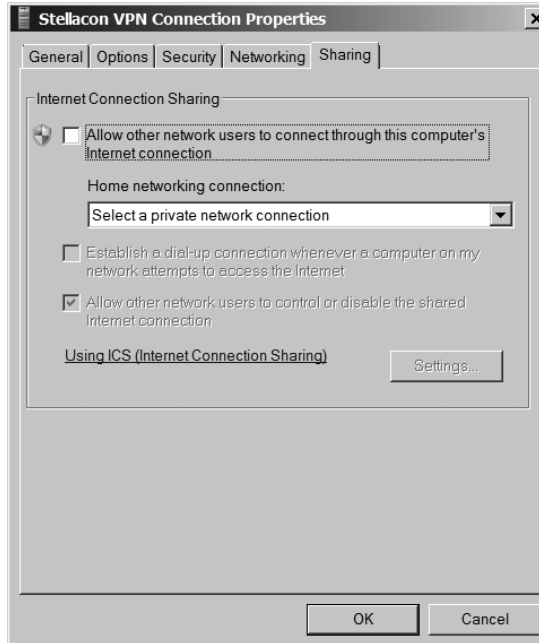 Stellacon VPN Connection Properties
General Options Security Networking Sharing
Internet Connection Sharing
Allow other network users to connect through this computer's
Internet connection
Home networking connection:
Select a private network connection
Establish a dial-up connection whenever a computer on my
network attempts to access the Internet
Allow other network users to control or disable the shared
Internet connection
Using ICS (Internet Connection Sharing)
Settings...
OK Cancel